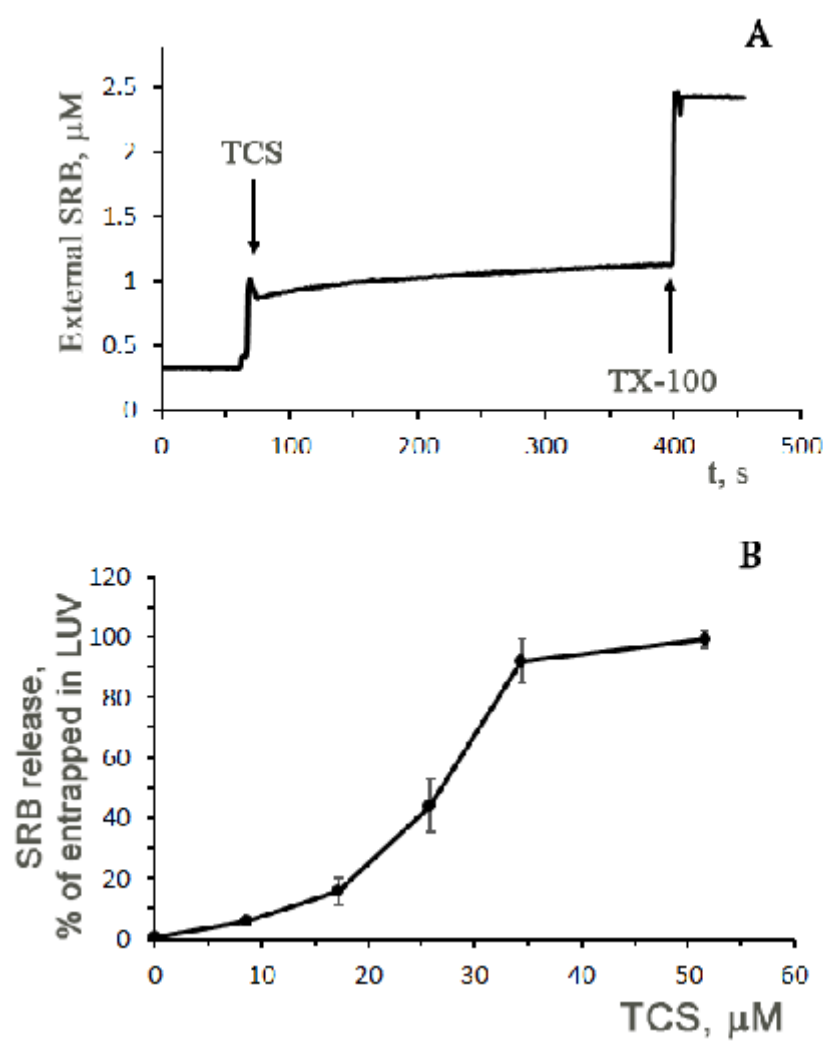 A
External SRB, μM
2.5
2
1.5
1
0.5
0
TCS
TX-100
0 100 200 300 400 500
t, s
B
SRB release,
% of entrapped in LUV
120
100
80
60
40
20
0
0 10 20 30 40 50 60
TCS, μM